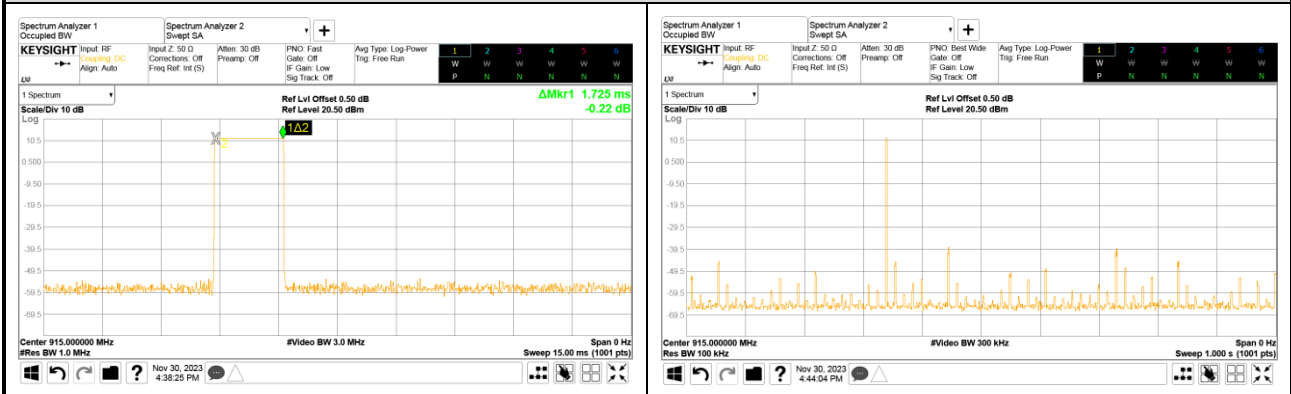 Spectrum Analyzer 1
Occupied BW
Spectrum Analyzer 2
Swept SA
+
KEYSIGHT
Input: RF
Coupling: DC
Align: Auto
Input Z: 50 Ω
Corrections: Off
Freq Ref: Int (S)
Atten: 30 dB
Preamp: Off
PNO: Fast
Gate: Off
IF Gain: Low
Sig Track: Off
Avg Type: Log-Power
Trig: Free Run
1 2 3 4 5 6
W W W W W W
P N N N N N
LXI
1 Spectrum
Scale/Div 10 dB
Log
Ref Lvl Offset 0.50 dB
Ref Level 20.50 dBm
ΔMkr1 1.725 ms
-0.22 dB
1Δ2
X2
10.5
0.500
-9.50
-19.5
-29.5
-39.5
-49.5
-59.5
-69.5
Center 915.000000 MHz
#Res BW 1.0 MHz
#Video BW 3.0 MHz
Span 0 Hz
Sweep 15.00 ms (1001 pts)
?
Nov 30, 2023
4:38:25 PM
Spectrum Analyzer 1
Occupied BW
Spectrum Analyzer 2
Swept SA
+
KEYSIGHT
Input: RF
Coupling: DC
Align: Auto
Input Z: 50 Ω
Corrections: Off
Freq Ref: Int (S)
Atten: 30 dB
Preamp: Off
PNO: Best Wide
Gate: Off
IF Gain: Low
Sig Track: Off
Avg Type: Log-Power
Trig: Free Run
1 2 3 4 5 6
W W W W W W
P N N N N N
LXI
1 Spectrum
Scale/Div 10 dB
Log
Ref Lvl Offset 0.50 dB
Ref Level 20.50 dBm
10.5
0.500
-9.50
-19.5
-29.5
-39.5
-49.5
-59.5
-69.5
Center 915.000000 MHz
Res BW 100 kHz
#Video BW 300 kHz
Span 0 Hz
Sweep 1.000 s (1001 pts)
?
Nov 30, 2023
4:44:04 PM